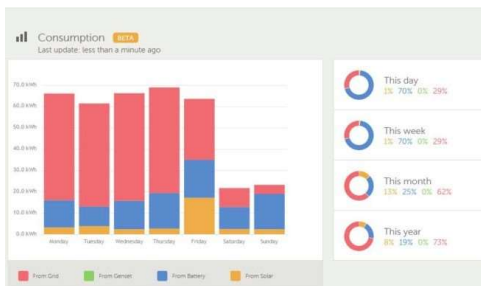 Consumption BETA
Last update: less than a minute ago
70.0 kWh
60.0 kWh
50.0 kWh
40.0 kWh
30.0 kWh
20.0 kWh
10.0 kWh
0.0 kWh
Monday Tuesday Wednesday Thursday Friday Saturday Sunday
From Grid From Genset From Battery From Solar
This day
1% 70% 0% 29%
This week
1% 70% 0% 29%
This month
13% 25% 0% 62%
This year
8% 19% 0% 73%